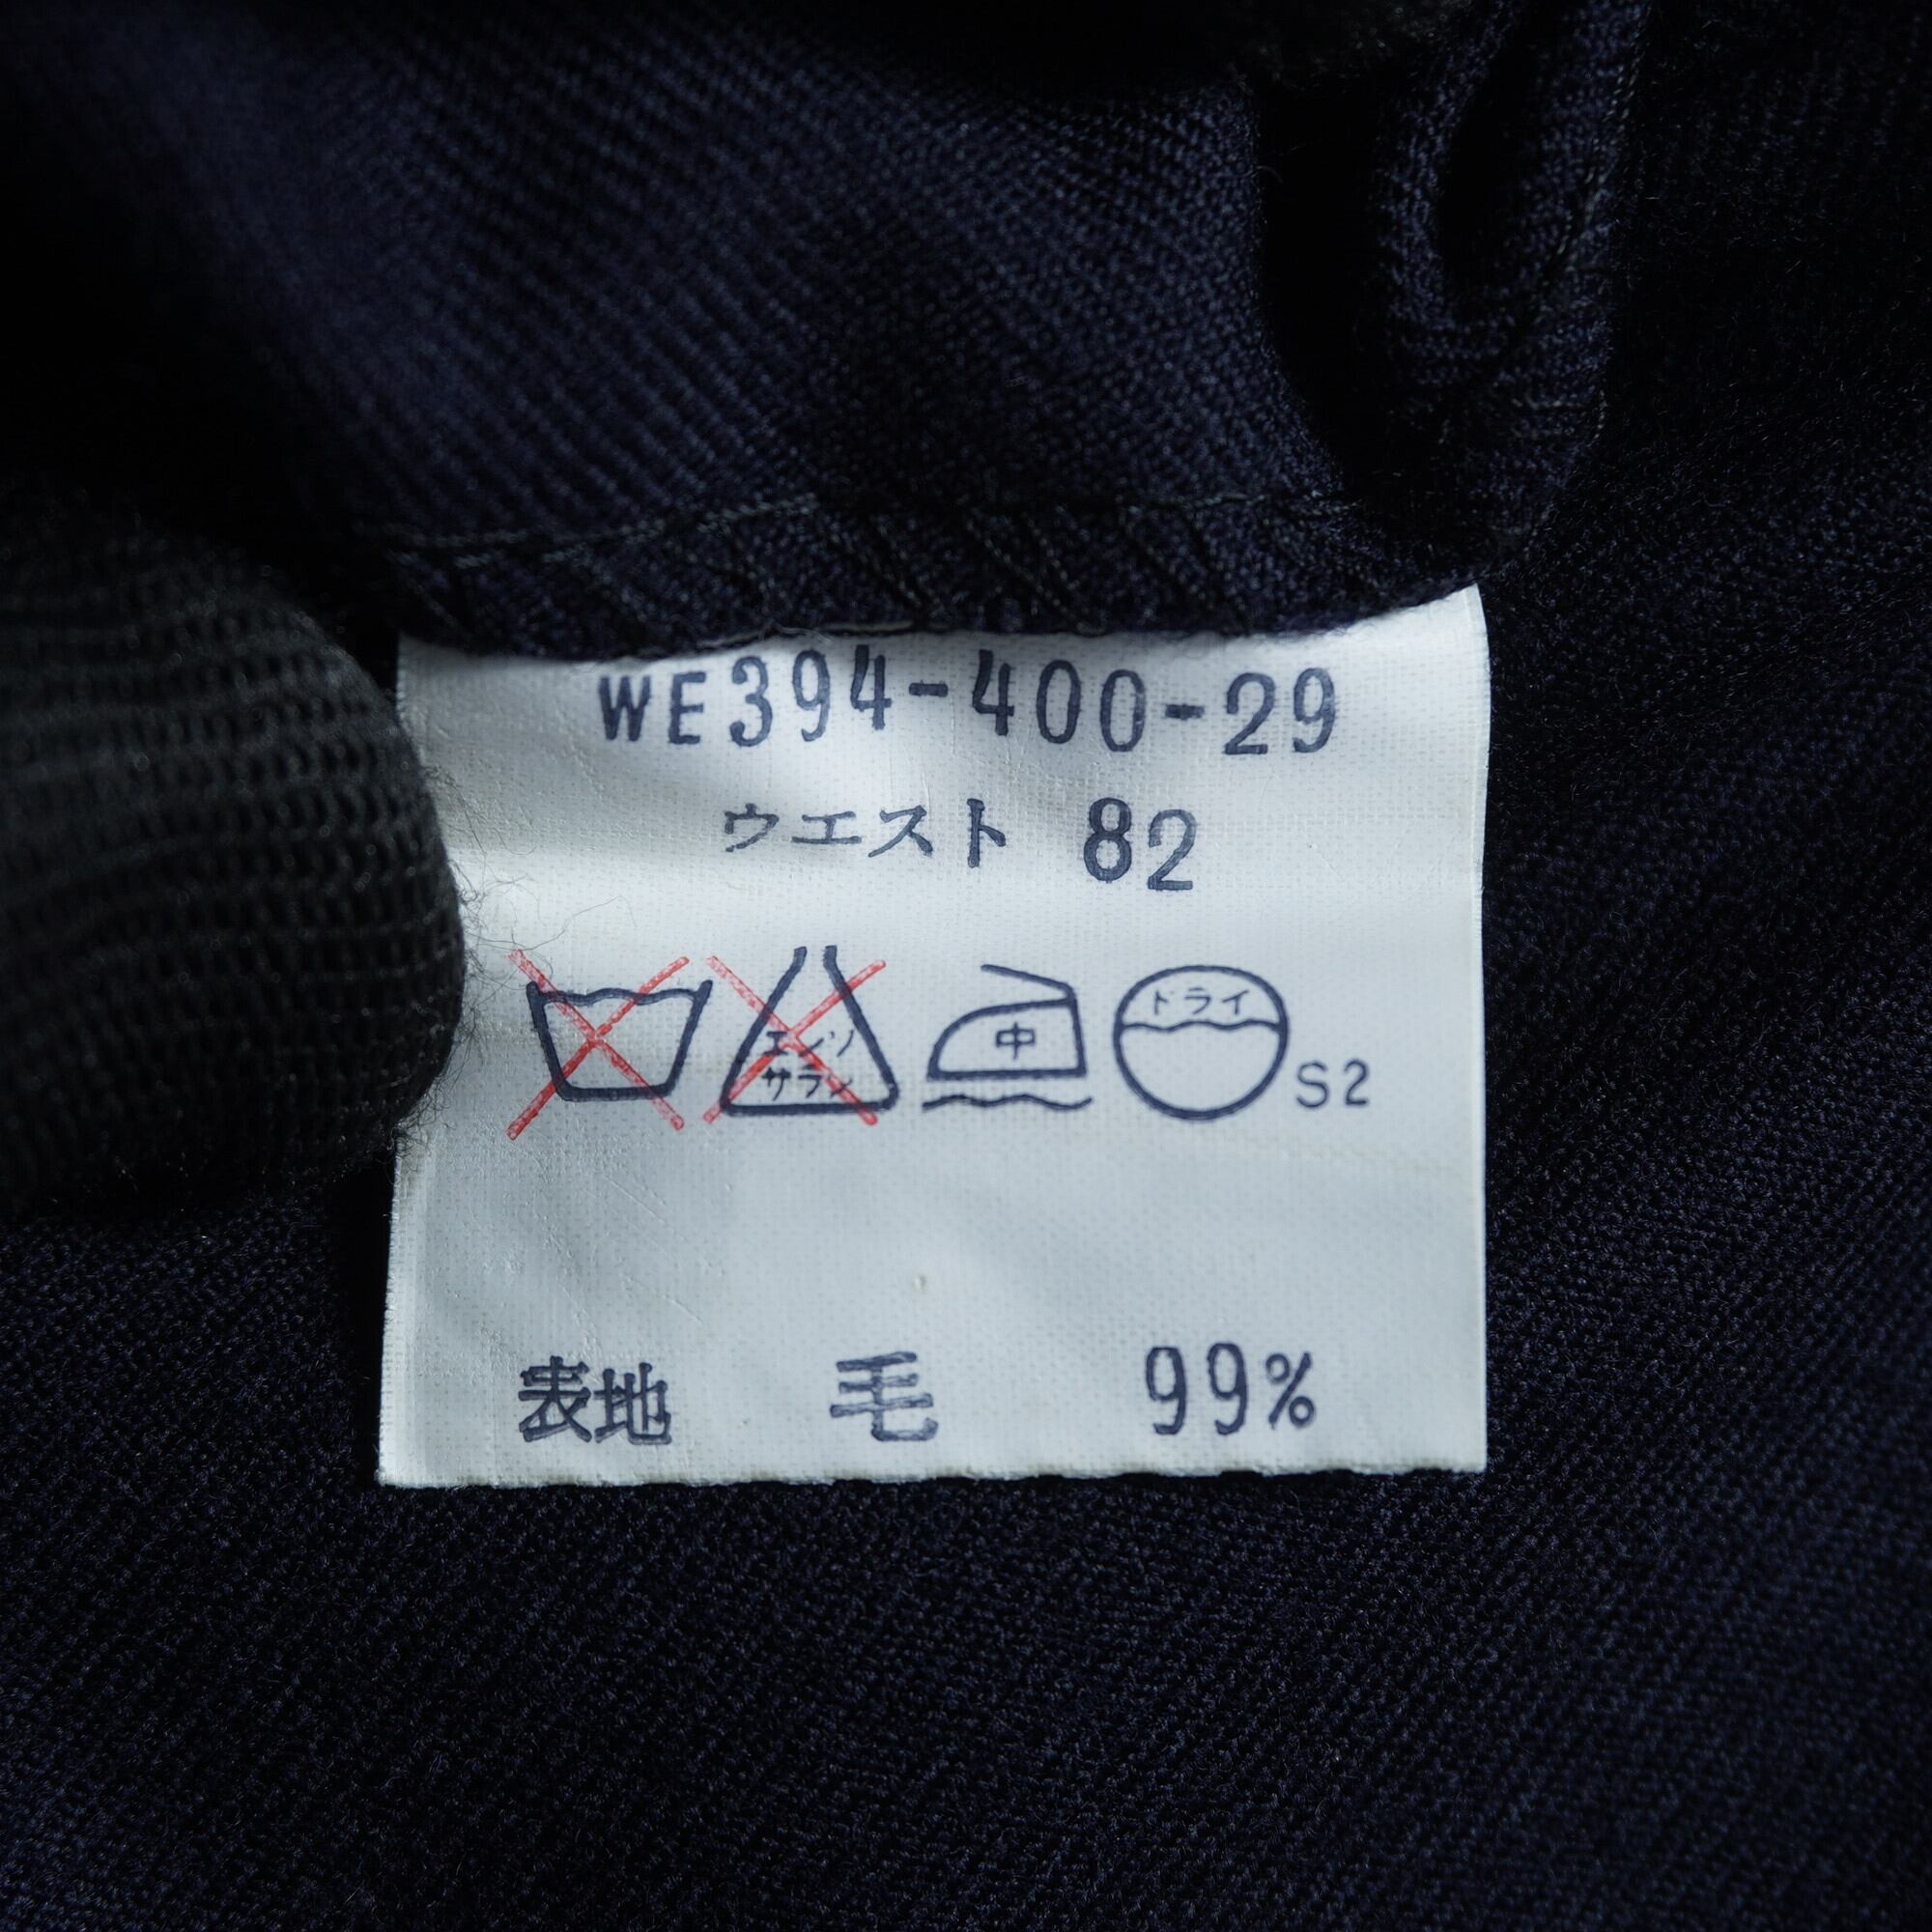 WE394-400-29
ウエスト 82
エンソ サラシ 中 ドライ S2
表地 毛 99%